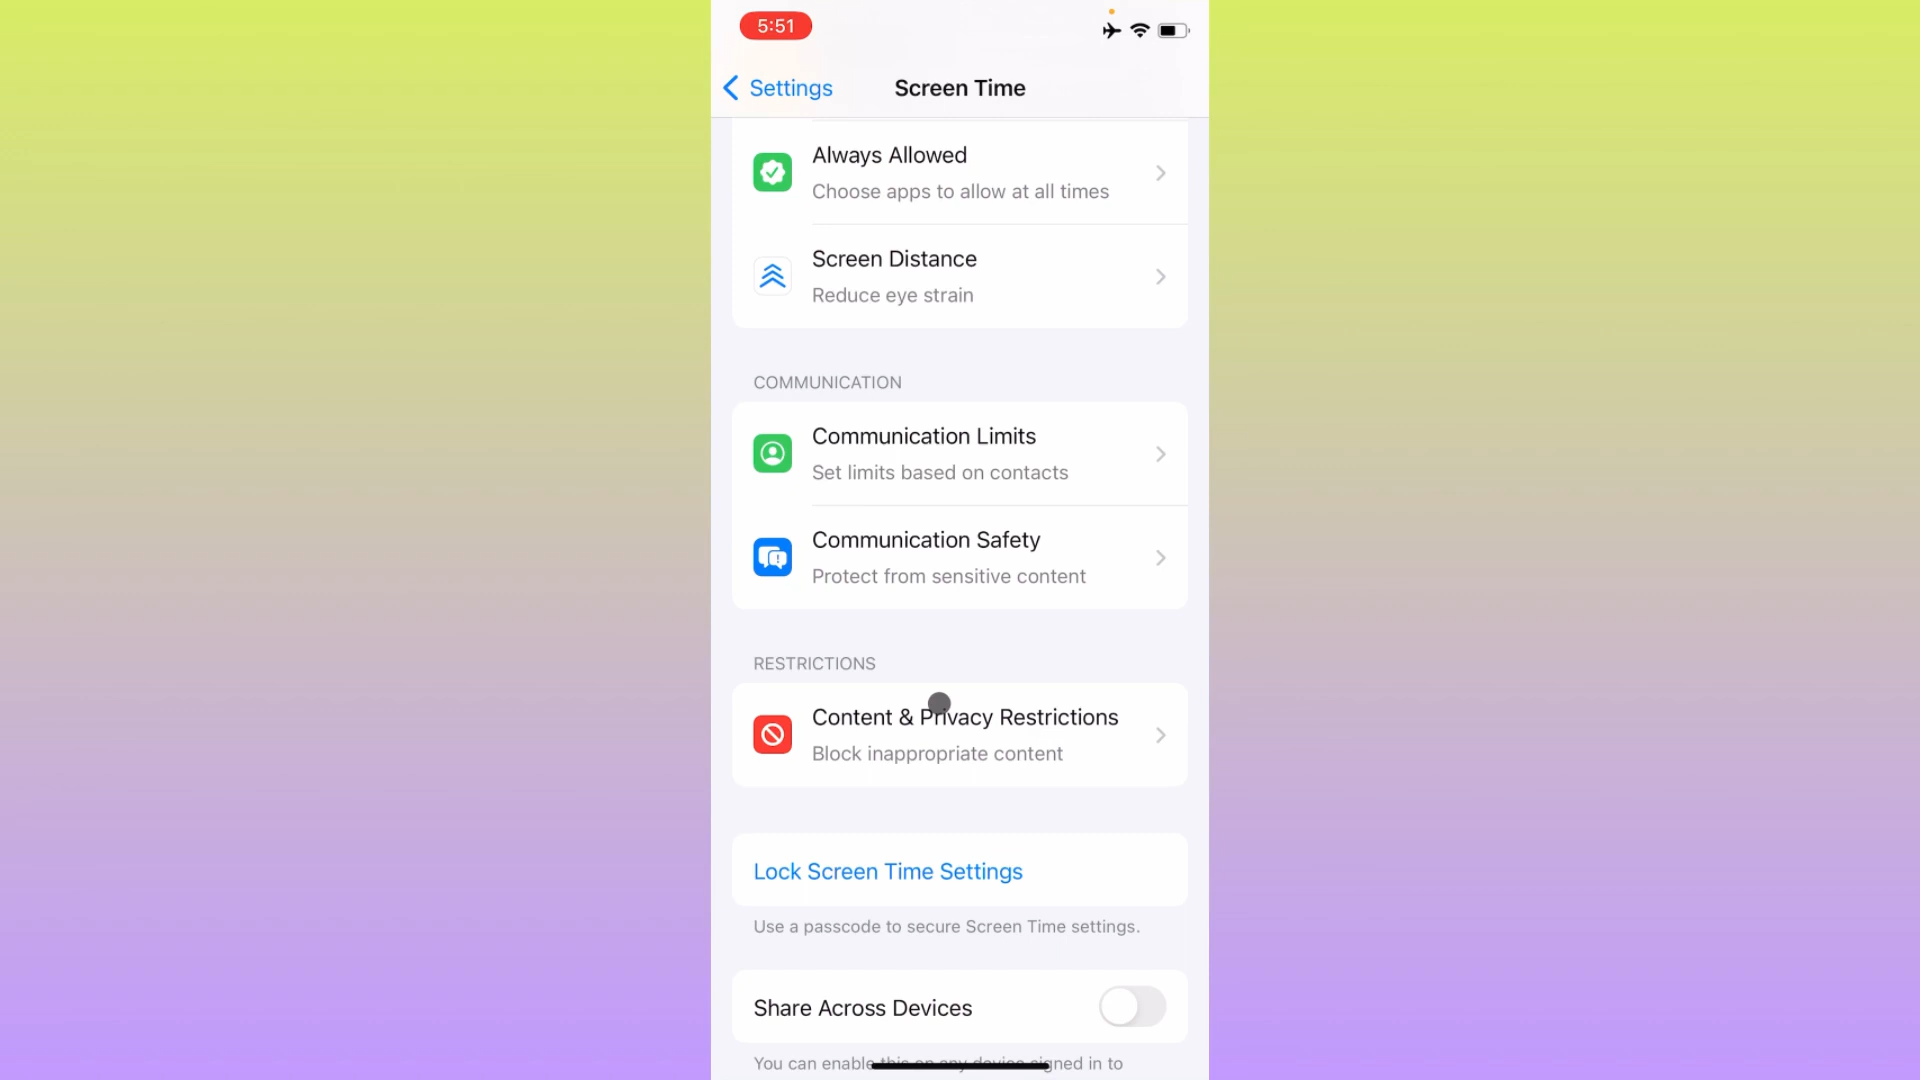 5:51
Settings
Screen Time
Always Allowed
Choose apps to allow at all times
Screen Distance
Reduce eye strain
COMMUNICATION
Communication Limits
Set limits based on contacts
Communication Safety
Protect from sensitive content
RESTRICTIONS
Content & Privacy Restrictions
Block inappropriate content
Lock Screen Time Settings
Use a passcode to secure Screen Time settings.
Share Across Devices
You can enable this on any device signed in to